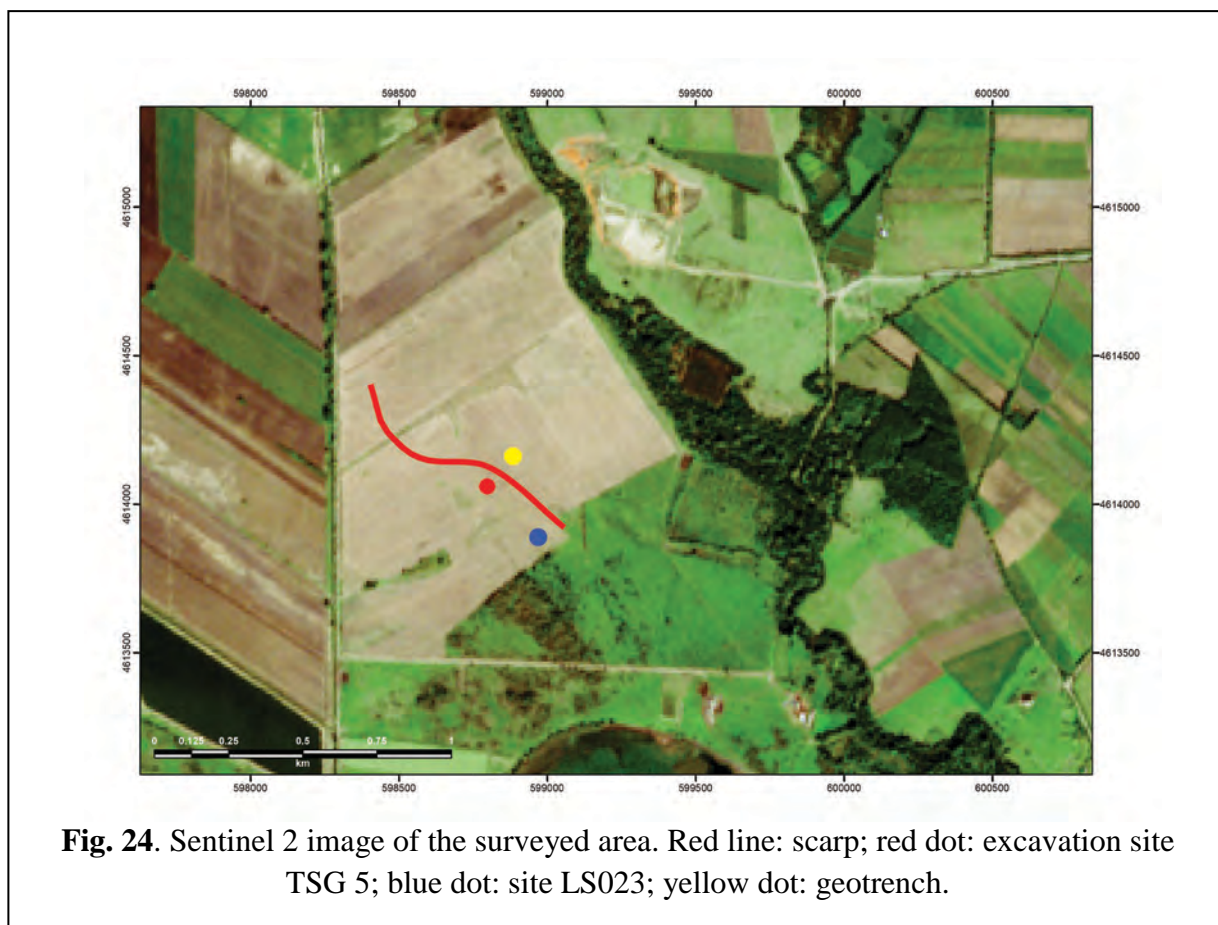 598000 598500 599000 599500 600000 600500
4615000 4615000
4614500 4614500
4614000 4614000
4613500 4613500
0 0.125 0.25 0.5 0.75 1
km
598000 598500 599000 599500 600000 600500
Fig. 24. Sentinel 2 image of the surveyed area. Red line: scarp; red dot: excavation site
TSG 5; blue dot: site LS023; yellow dot: geotrench.